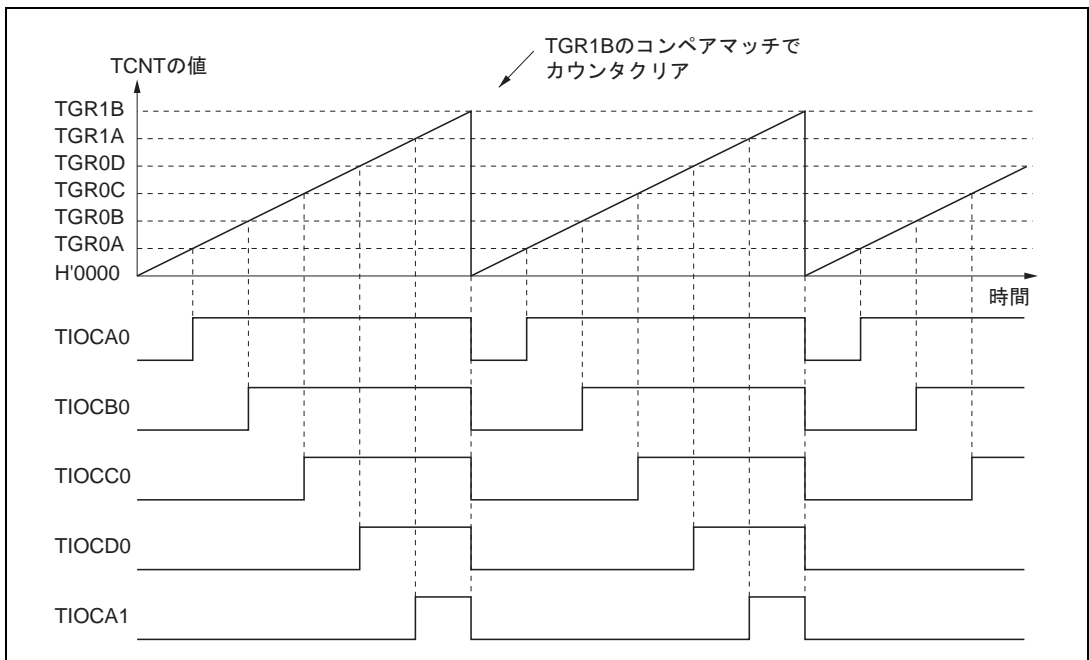 TGR1Bのコンペアマッチで
カウンタクリア
TCNTの値
TGR1B
TGR1A
TGR0D
TGR0C
TGR0B
TGR0A
H'0000
時間
TIOCA0
TIOCB0
TIOCC0
TIOCD0
TIOCA1